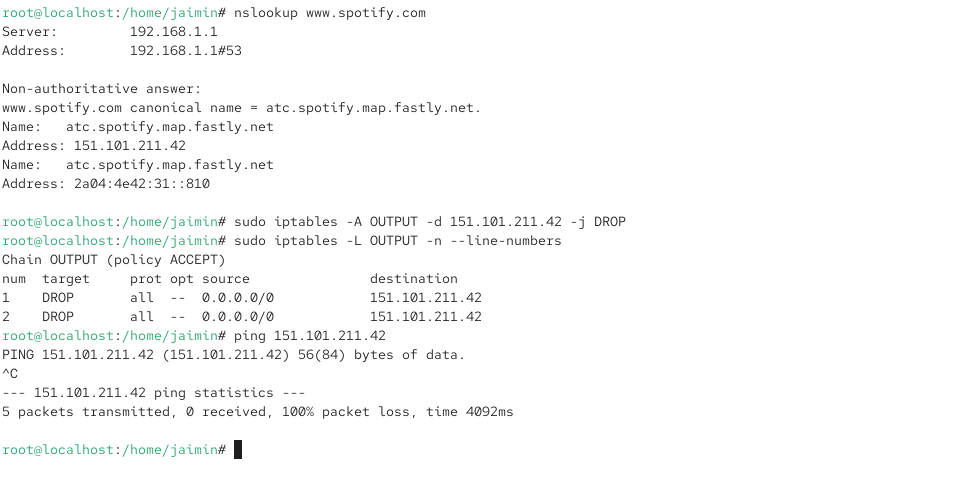 root@localhost:/home/jaimin# nslookup www.spotify.com
Server:         192.168.1.1
Address:        192.168.1.1#53

Non-authoritative answer:
www.spotify.com canonical name = atc.spotify.map.fastly.net.
Name:   atc.spotify.map.fastly.net
Address: 151.101.211.42
Name:   atc.spotify.map.fastly.net
Address: 2a04:4e42:31::810

root@localhost:/home/jaimin# sudo iptables -A OUTPUT -d 151.101.211.42 -j DROP
root@localhost:/home/jaimin# sudo iptables -L OUTPUT -n --line-numbers
Chain OUTPUT (policy ACCEPT)
num  target     prot opt source               destination
1    DROP       all  --  0.0.0.0/0            151.101.211.42
2    DROP       all  --  0.0.0.0/0            151.101.211.42
root@localhost:/home/jaimin# ping 151.101.211.42
PING 151.101.211.42 (151.101.211.42) 56(84) bytes of data.
^C
--- 151.101.211.42 ping statistics ---
5 packets transmitted, 0 received, 100% packet loss, time 4092ms

root@localhost:/home/jaimin#